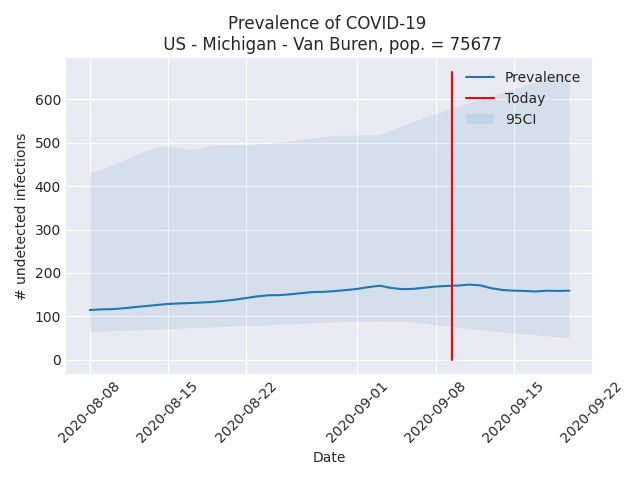 Prevalence of COVID-19
US - Michigan - Van Buren, pop. = 75677
# undetected infections
600
500
400
300
200
100
0
Prevalence
Today
95CI
2020-08-08
2020-08-15
2020-08-22
2020-09-01
2020-09-08
2020-09-15
2020-09-22
Date